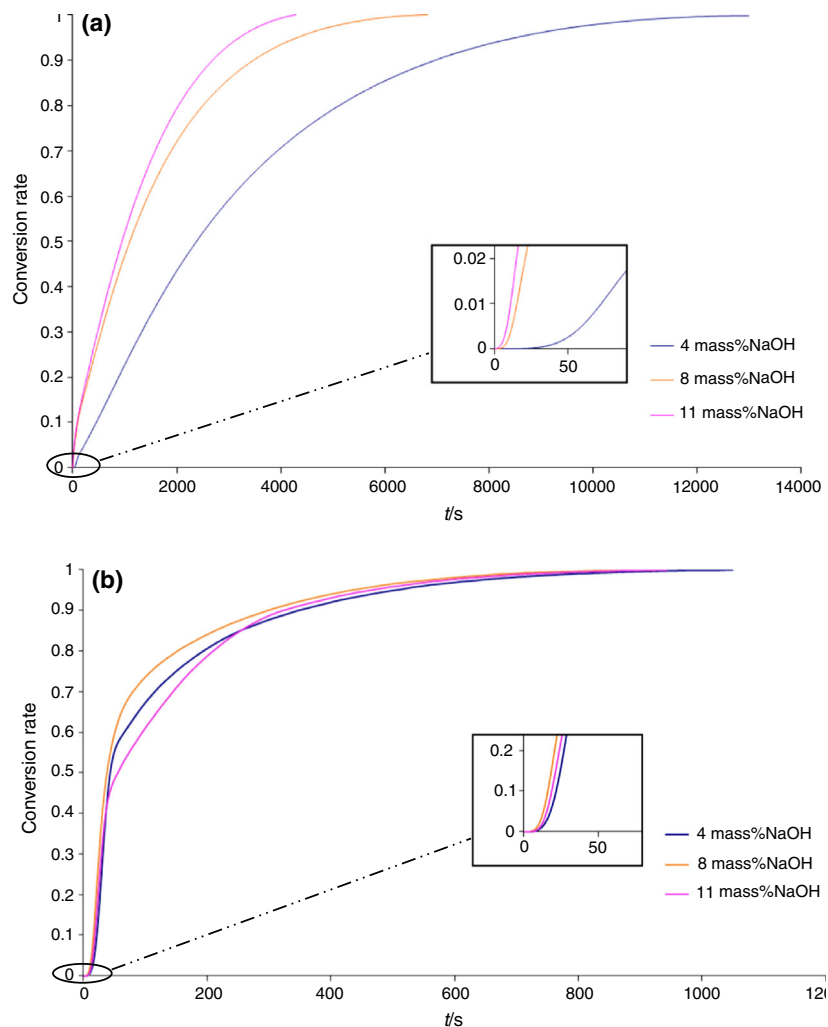 (a)
1
0.9
0.8
0.7
0.6
0.5
0.4
0.3
0.2
0.1
0
Conversion rate
0.02
0.01
0
0 50
4 mass%NaOH
8 mass%NaOH
11 mass%NaOH
0 2000 4000 6000 8000 10000 12000 14000
t/s
(b)
1
0.9
0.8
0.7
0.6
0.5
0.4
0.3
0.2
0.1
0
Conversion rate
0.2
0.1
0
0 50
4 mass%NaOH
8 mass%NaOH
11 mass%NaOH
0 200 400 600 800 1000 120
t/s